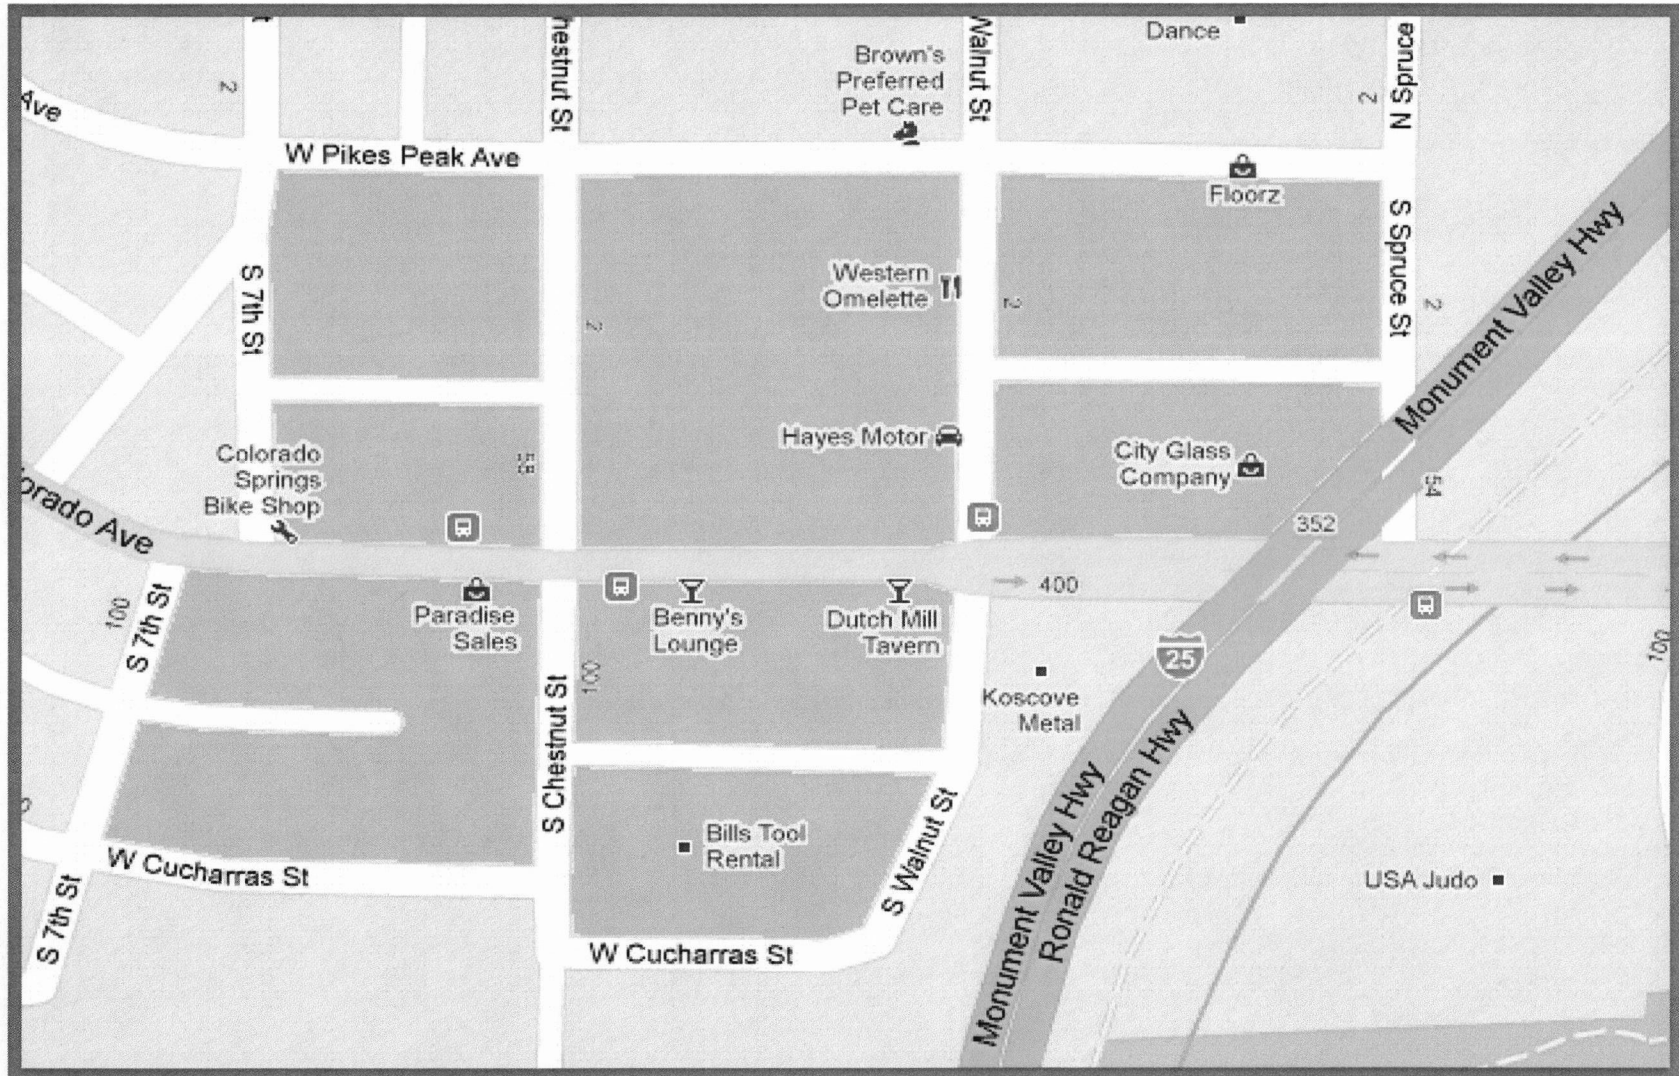 Dance
Brown's
Preferred
Pet Care
hestnut St
Walnut St
N Spruce
2
2
Ave
W Pikes Peak Ave
Floorz
S 7th St
Western
Omelette
2
2
S Spruce St
2
Monument Valley Hwy
Colorado
Springs
Bike Shop
Hayes Motor
City Glass
Company
54
352
orado Ave
400
100
S 7th St
Paradise
Sales
Benny's
Lounge
Dutch Mill
Tavern
100
25
100
Koscove
Metal
S Chestnut St
Monument Valley Hwy
Ronald Reagan Hwy
Bills Tool
Rental
S Walnut St
W Cucharras St
S 7th St
USA Judo
W Cucharras St